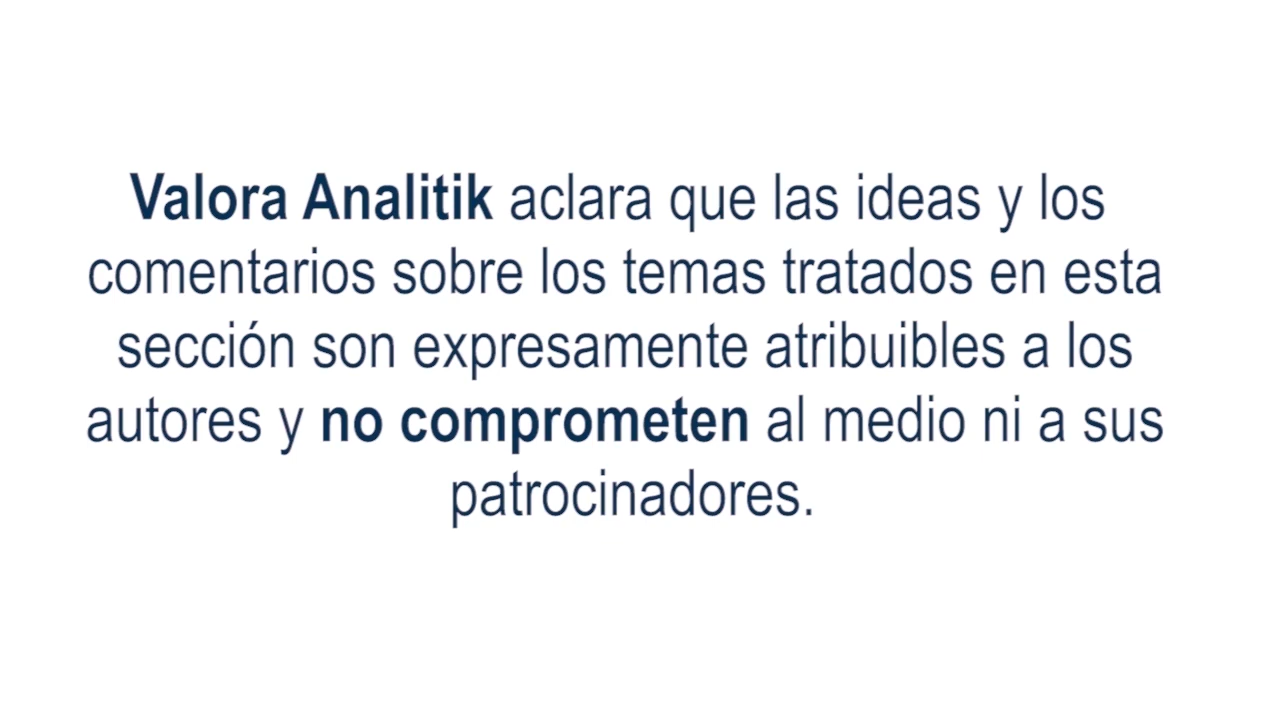 Valora Analitik aclara que las ideas y los
comentarios sobre los temas tratados en esta
sección son expresamente atribuibles a los
autores y no comprometen al medio ni a sus
patrocinadores.